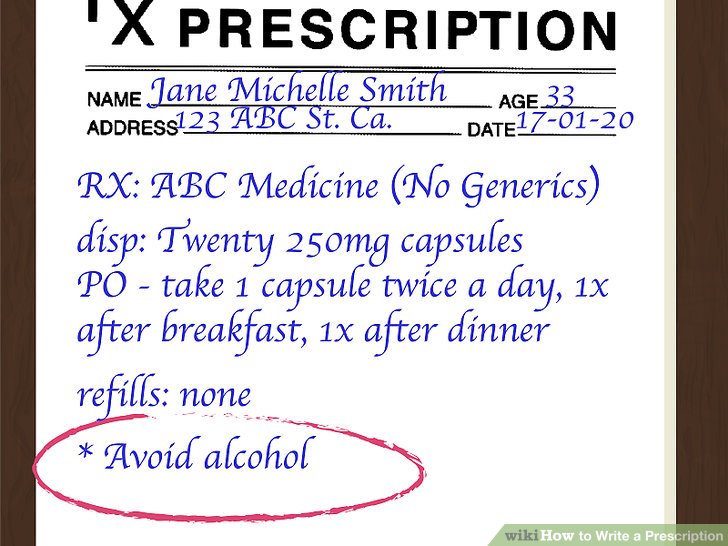 rX PRESCRIPTION
NAME Jane Michelle Smith AGE 33
ADDRESS 123 ABC St. Ca. DATE 17-01-20
RX: ABC Medicine (No Generics)
disp: Twenty 250mg capsules
PO - take 1 capsule twice a day, 1x
after breakfast, 1x after dinner
refills: none
* Avoid alcohol
wikiHow to Write a Prescription